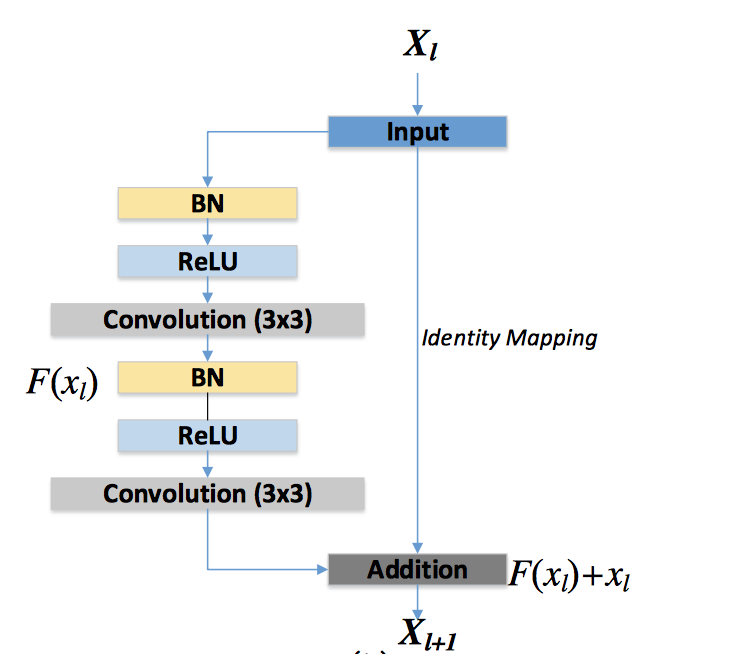 X_l
Input
BN
ReLU
Convolution (3x3)
Identity Mapping
F(x_l)
BN
ReLU
Convolution (3x3)
Addition
F(x_l)+x_l
X_{l+1}